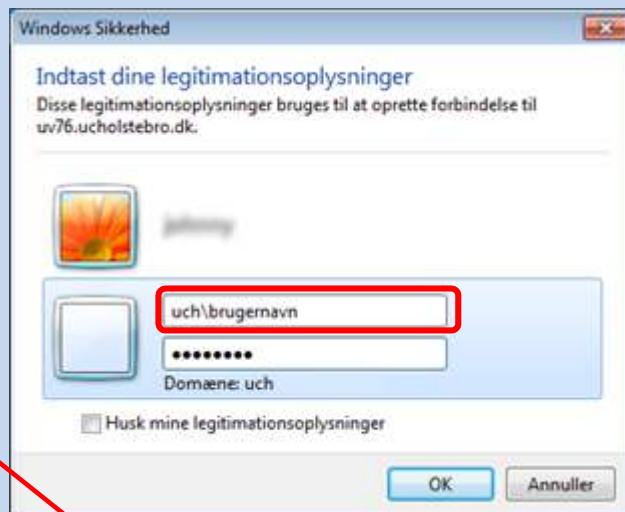 Windows Sikkerhed
Indtast dine legitimationsoplysninger
Disse legitimationsoplysninger bruges til at oprette forbindelse til
uv76.ucholstebro.dk.
uch\brugernavn
••••••••
Domæne: uch
Husk mine legitimationsoplysninger
OK Annuller